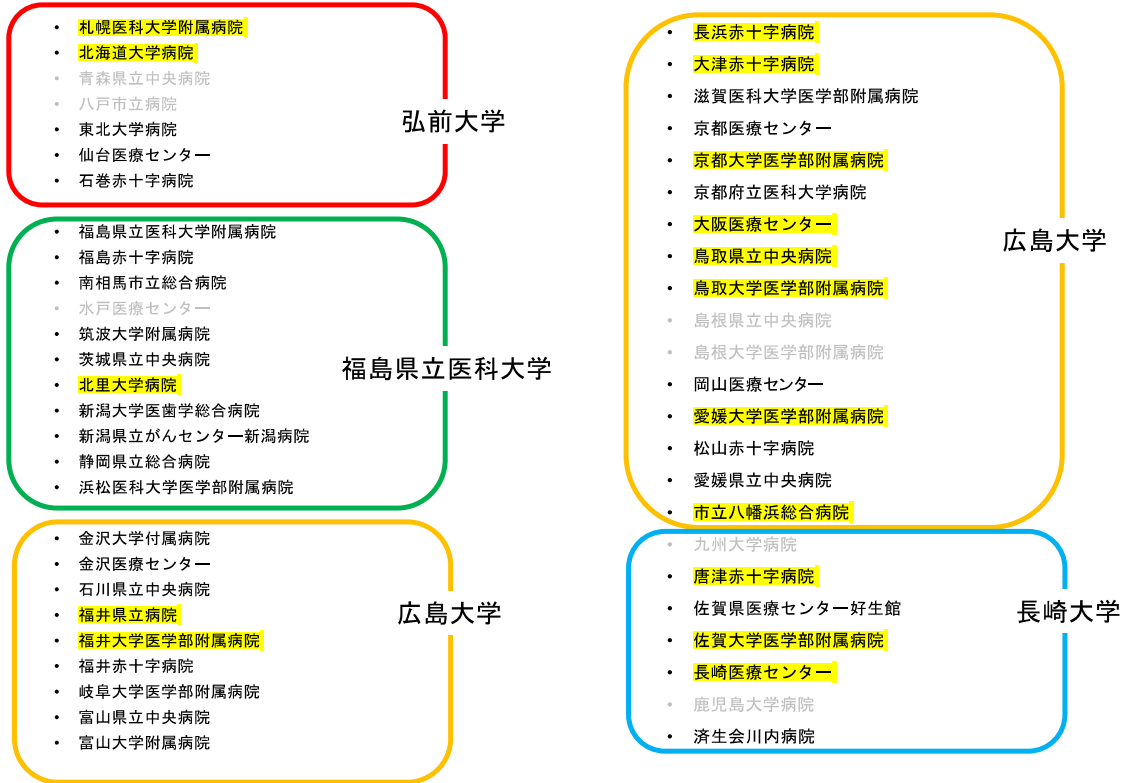 ・札幌医科大学附属病院
・北海道大学病院
・青森県立中央病院
・八戸市立病院
・東北大学病院
・仙台医療センター
・石巻赤十字病院
弘前大学
・福島県立医科大学附属病院
・福島赤十字病院
・南相馬市立総合病院
・水戸医療センター
・筑波大学附属病院
・茨城県立中央病院
・北里大学病院
・新潟大学医歯学総合病院
・新潟県立がんセンター新潟病院
・静岡県立総合病院
・浜松医科大学医学部附属病院
福島県立医科大学
・金沢大学付属病院
・金沢医療センター
・石川県立中央病院
・福井県立病院
・福井大学医学部附属病院
・福井赤十字病院
・岐阜大学医学部附属病院
・富山県立中央病院
・富山大学附属病院
広島大学
・長浜赤十字病院
・大津赤十字病院
・滋賀医科大学医学部附属病院
・京都医療センター
・京都大学医学部附属病院
・京都府立医科大学病院
・大阪医療センター
・鳥取県立中央病院
・鳥取大学医学部附属病院
・島根県立中央病院
・島根大学医学部附属病院
・岡山医療センター
・愛媛大学医学部附属病院
・松山赤十字病院
・愛媛県立中央病院
・市立八幡浜総合病院
広島大学
・九州大学病院
・唐津赤十字病院
・佐賀県医療センター好生館
・佐賀大学医学部附属病院
・長崎医療センター
・鹿児島大学病院
・済生会川内病院
長崎大学